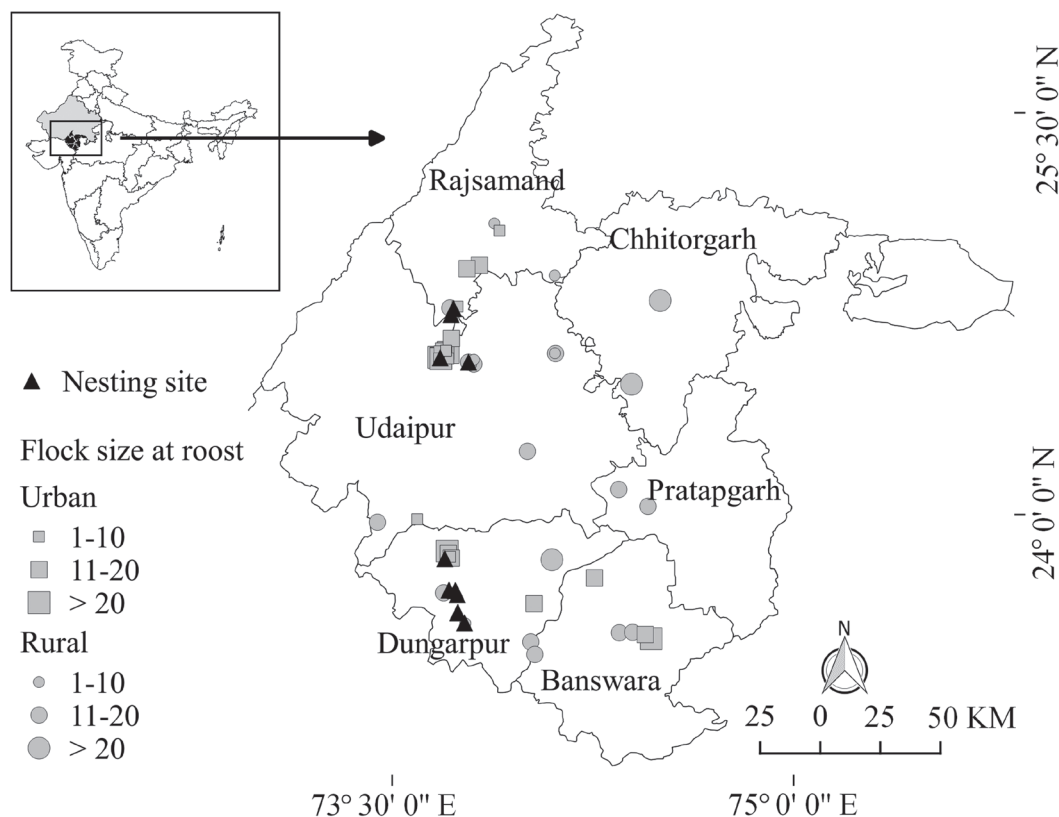 25° 30' 0" N
Rajsamand
Chhitorgarh
Nesting site
Udaipur
Flock size at roost
Urban
1-10
11-20
> 20
Rural
1-10
11-20
> 20
Pratapgarh
24° 0' 0" N
Dungarpur
Banswara
N
25 0 25 50 KM
73° 30' 0" E
75° 0' 0" E